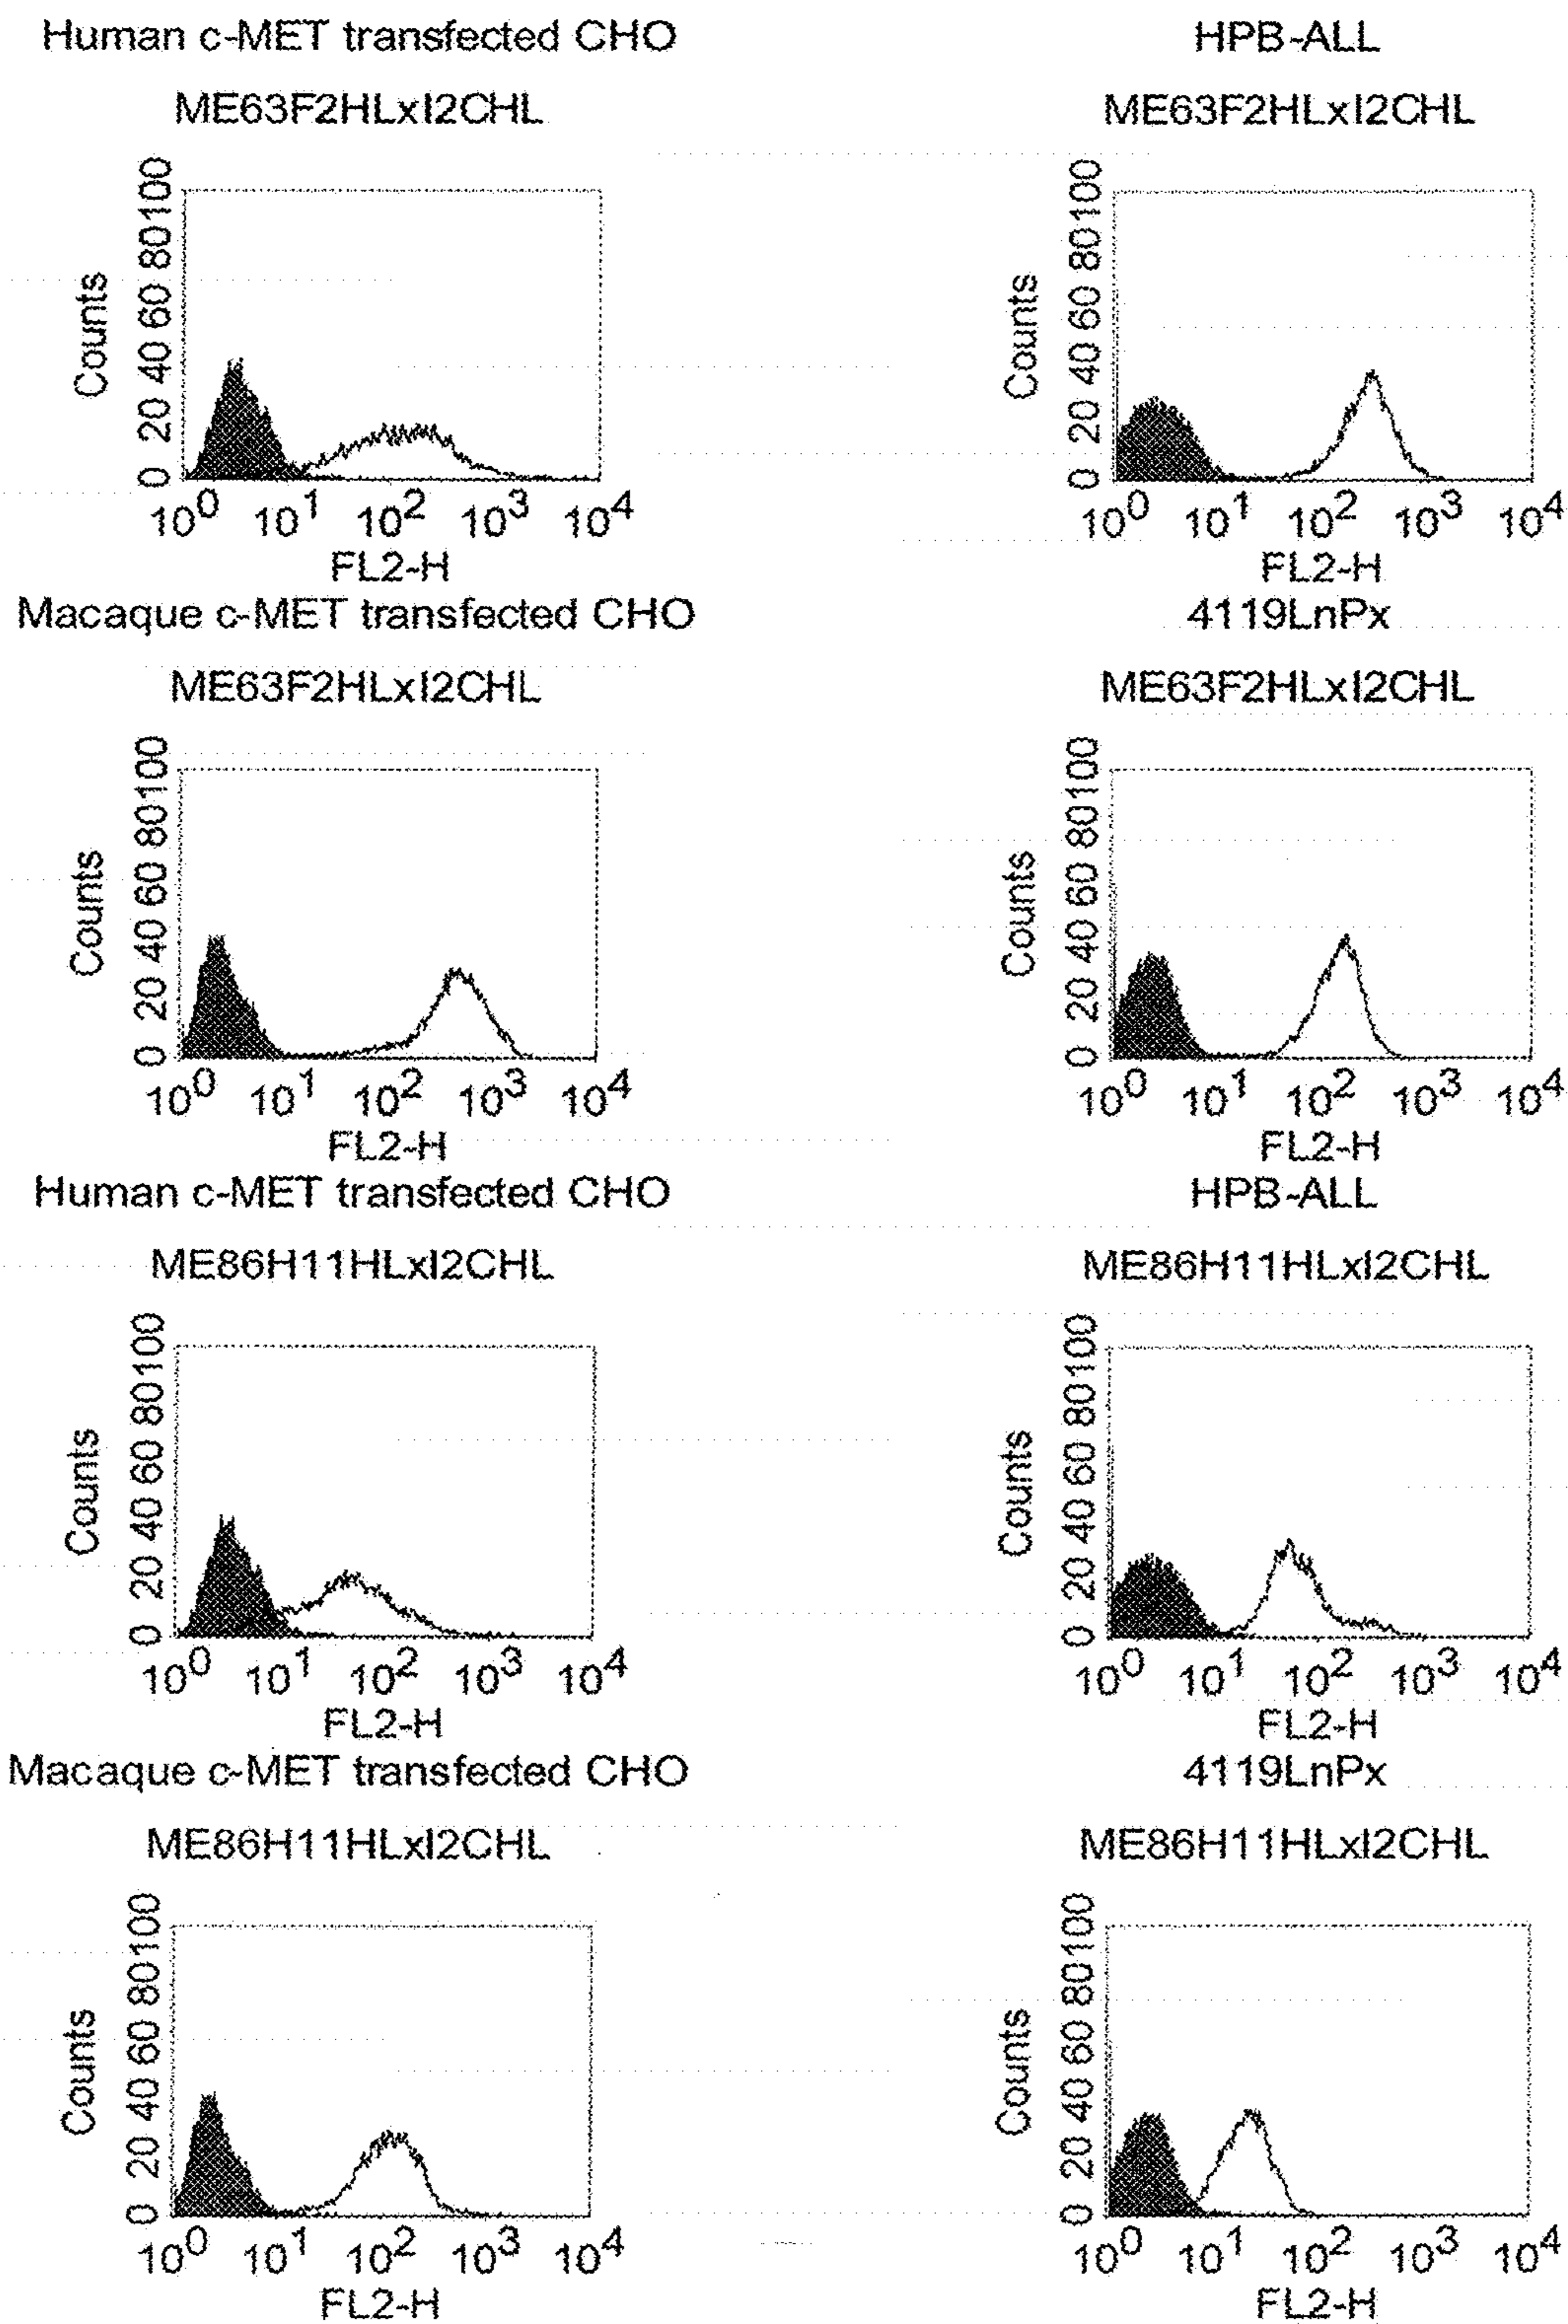 Human c-MET transfected CHO
HPB-ALL
ME63F2HLxI2CHL
ME63F2HLxI2CHL
Counts
0 20 40 60 80 100
10^0 10^1 10^2 10^3 10^4
FL2-H
Counts
0 20 40 60 80 100
10^0 10^1 10^2 10^3 10^4
FL2-H
Macaque c-MET transfected CHO
4119LnPx
ME63F2HLxI2CHL
ME63F2HLxI2CHL
Counts
0 20 40 60 80 100
10^0 10^1 10^2 10^3 10^4
FL2-H
Counts
0 20 40 60 80 100
10^0 10^1 10^2 10^3 10^4
FL2-H
Human c-MET transfected CHO
HPB-ALL
ME86H11HLxI2CHL
ME86H11HLxI2CHL
Counts
0 20 40 60 80 100
10^0 10^1 10^2 10^3 10^4
FL2-H
Counts
0 20 40 60 80 100
10^0 10^1 10^2 10^3 10^4
FL2-H
Macaque c-MET transfected CHO
4119LnPx
ME86H11HLxI2CHL
ME86H11HLxI2CHL
Counts
0 20 40 60 80 100
10^0 10^1 10^2 10^3 10^4
FL2-H
Counts
0 20 40 60 80 100
10^0 10^1 10^2 10^3 10^4
FL2-H